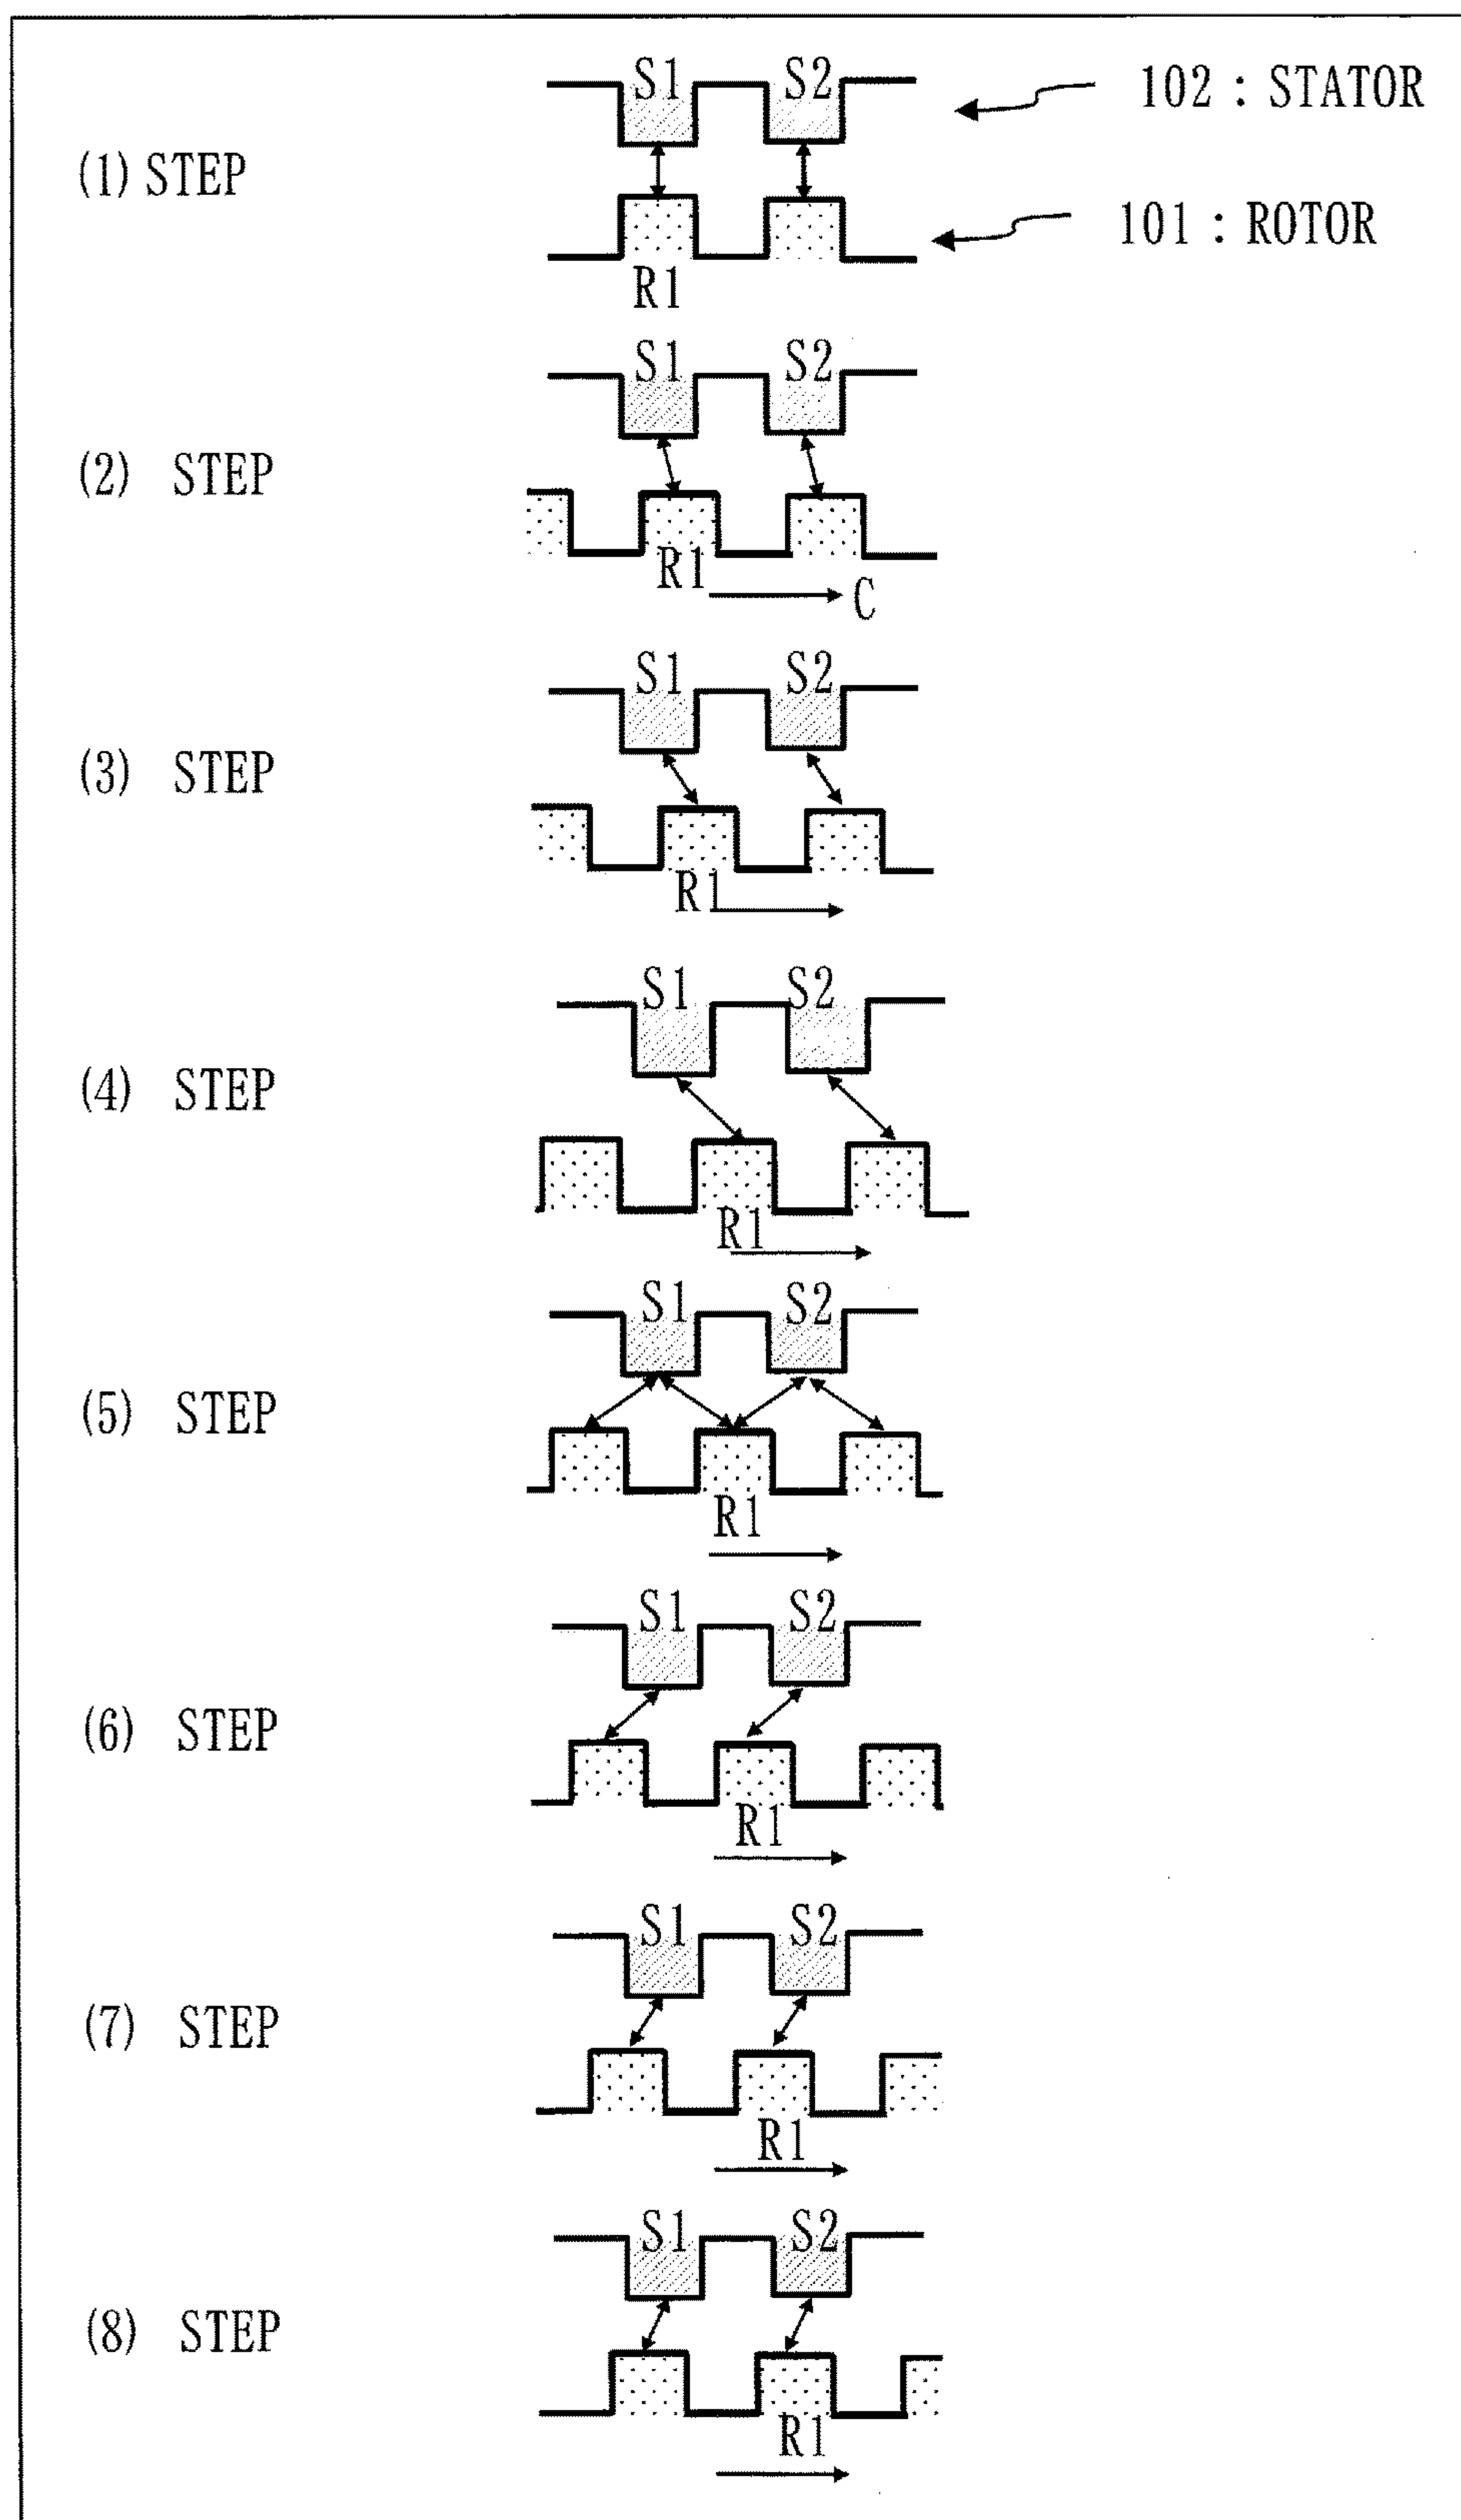 S1 S2
102 : STATOR
(1) STEP
101 : ROTOR
R1
S1 S2
(2) STEP
R1
C
S1 S2
(3) STEP
R1
S1 S2
(4) STEP
R1
S1 S2
(5) STEP
R1
S1 S2
(6) STEP
R1
S1 S2
(7) STEP
R1
S1 S2
(8) STEP
R1